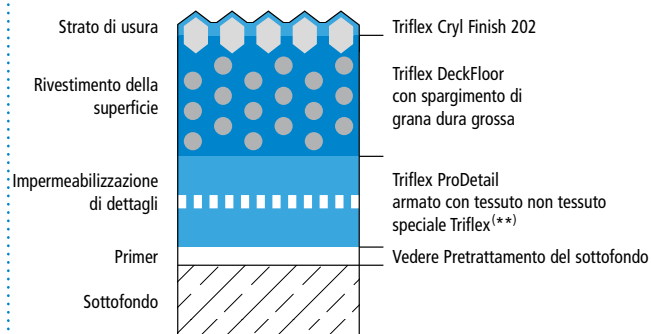 Strato di usura
Triflex Cryl Finish 202
Rivestimento della
superficie
Triflex DeckFloor
con spargimento di
grana dura grossa
Impermeabilizzazione
di dettagli
Triflex ProDetail
armato con tessuto non tessuto
speciale Triflex(**)
Primer
Vedere Pretrattamento del sottofondo
Sottofondo